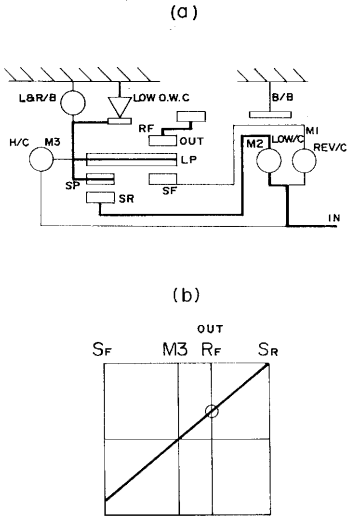 (a)
L&R/B
LOW O.W.C
B/B
RF
OUT
M1
H/C
M3
LP
M2
LOW/C
REV/C
SP
SF
SR
IN
(b)
OUT
SF M3 RF SR